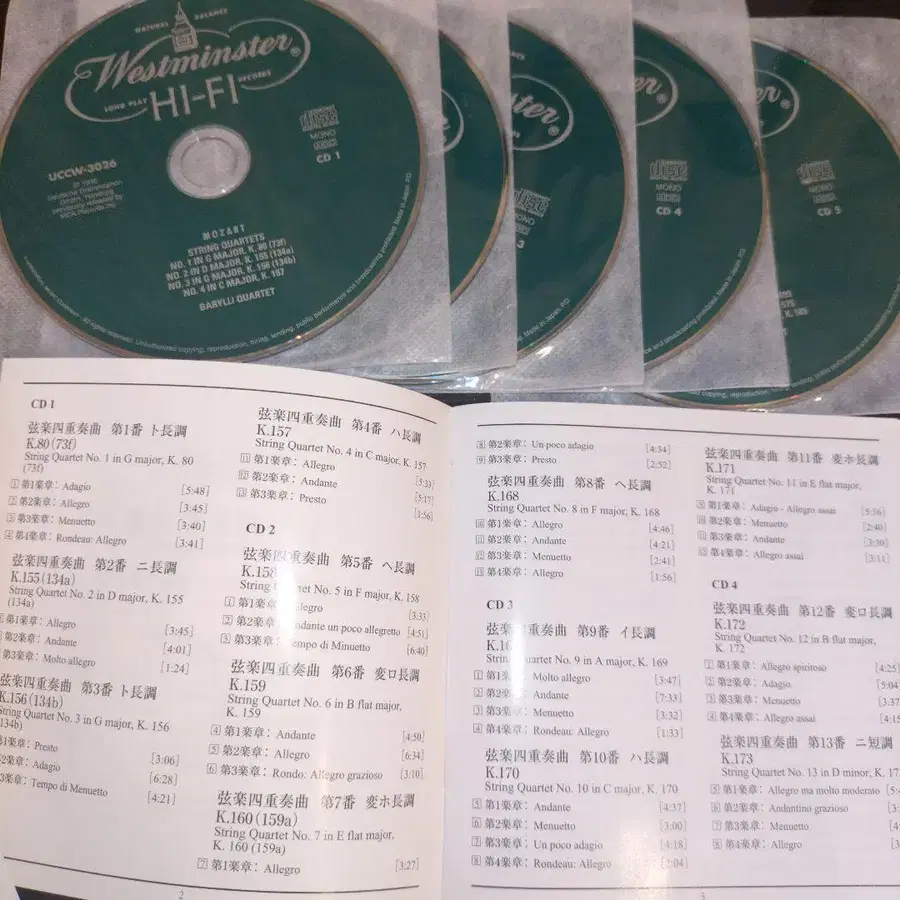 NATURAL BALANCE
Westminster®
LONG PLAY RECORDS
HI-FI
MONO
CD 1
UCCW-3026
MOZART
STRING QUARTETS
NO. 1 IN G MAJOR, K. 80 (73f)
NO. 2 IN D MAJOR, K. 155 (134a)
NO. 3 IN G MAJOR, K. 156 (134b)
NO. 4 IN C MAJOR, K. 157
BARYLLI QUARTET
MONO
3
MONO
CD 4
MONO
CD 5
CD 1
弦楽四重奏曲 第1番 ト長調
K.80(73f)
String Quartet No. 1 in G major, K. 80
(73f)
1 第1楽章: Adagio [5:48]
2 第2楽章: Allegro [3:45]
3 第3楽章: Menuetto [3:40]
4 第4楽章: Rondeau: Allegro [3:41]
弦楽四重奏曲 第2番 ニ長調
K.155(134a)
String Quartet No. 2 in D major, K. 155
(134a)
第1楽章: Allegro [3:45]
第2楽章: Andante [4:01]
第3楽章: Molto allegro [1:24]
弦楽四重奏曲 第3番 ト長調
K.156(134b)
String Quartet No. 3 in G major, K. 156
134b)
第1楽章: Presto [3:06]
第2楽章: Adagio [6:28]
第3楽章: Tempo di Menuetto [4:21]
弦楽四重奏曲 第4番 ハ長調
K.157
String Quartet No. 4 in C major, K. 157
11 第1楽章: Allegro [5:33]
12 第2楽章: Andante [5:17]
13 第3楽章: Presto [1:56]
CD 2
弦楽四重奏曲 第5番 ヘ長調
K.158
String Quartet No. 5 in F major, K. 158
1 第1楽章: Allegro [3:33]
2 第2楽章: Andante un poco allegretto [4:51]
3 第3楽章: Tempo di Minuetto [6:40]
弦楽四重奏曲 第6番 変ロ長調
K.159
String Quartet No. 6 in B flat major,
K. 159
4 第1楽章: Andante [4:50]
5 第2楽章: Allegro [6:34]
6 第3楽章: Rondo: Allegro grazioso [3:10]
弦楽四重奏曲 第7番 変ホ長調
K.160(159a)
String Quartet No. 7 in E flat major,
K. 160 (159a)
7 第1楽章: Allegro [3:27]
2
8 第2楽章: Un poco adagio [4:34]
9 第3楽章: Presto [2:52]
弦楽四重奏曲 第8番 ヘ長調
K.168
String Quartet No. 8 in F major, K. 168
10 第1楽章: Allegro [4:46]
11 第2楽章: Andante [4:21]
12 第3楽章: Menuetto [2:41]
13 第4楽章: Allegro [1:56]
CD 3
弦楽四重奏曲 第9番 イ長調
String Quartet No. 9 in A major, K. 169
1 第1楽章: Molto allegro [3:47]
2 第2楽章: Andante [7:33]
3 第3楽章: Menuetto [3:32]
4 第4楽章: Rondeau: Allegro [1:33]
弦楽四重奏曲 第10番 ハ長調
K.170
String Quartet No. 10 in C major, K. 170
5 第1楽章: Andante [4:37]
6 第2楽章: Menuetto [3:00]
7 第3楽章: Un poco adagio [4:18]
8 第4楽章: Rondeau: Allegro [2:04]
弦楽四重奏曲 第11番 変ホ長調
K.171
String Quartet No. 11 in E flat major,
K. 171
9 第1楽章: Adagio - Allegro assai [5:56]
10 第2楽章: Menuetto [2:40]
11 第3楽章: Andante [3:30]
12 第4楽章: Allegro assai [3:11]
CD 4
弦楽四重奏曲 第12番 変ロ長調
K.172
String Quartet No. 12 in B flat major,
K. 172
1 第1楽章: Allegro spiritoso [4:25]
2 第2楽章: Adagio [5:04
3 第3楽章: Menuetto [3:37
4 第4楽章: Allegro assai [4:15
弦楽四重奏曲 第13番 ニ短調
K.173
String Quartet No. 13 in D minor, K. 17
5 第1楽章: Allegro ma molto moderato [5:
6 第2楽章: Andantino grazioso [3:
7 第3楽章: Menuetto [4:
8 第4楽章: Allegro [3:
3